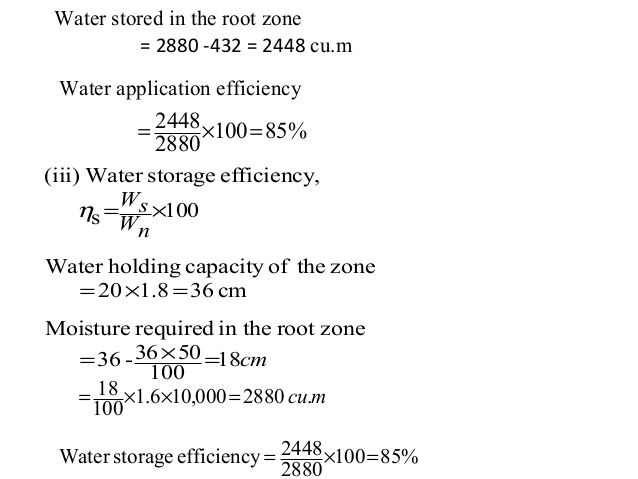 Water stored in the root zone
= 2880 -432 = 2448 cu.m
Water application efficiency
= 2448/2880 ×100=85%
(iii) Water storage efficiency,
ηs = Ws/Wn ×100
Water holding capacity of the zone
=20×1.8=36 cm
Moisture required in the root zone
=36 - 36×50/100 =18cm
= 18/100 ×1.6×10,000=2880 cu.m
Water storage efficiency = 2448/2880 ×100=85%